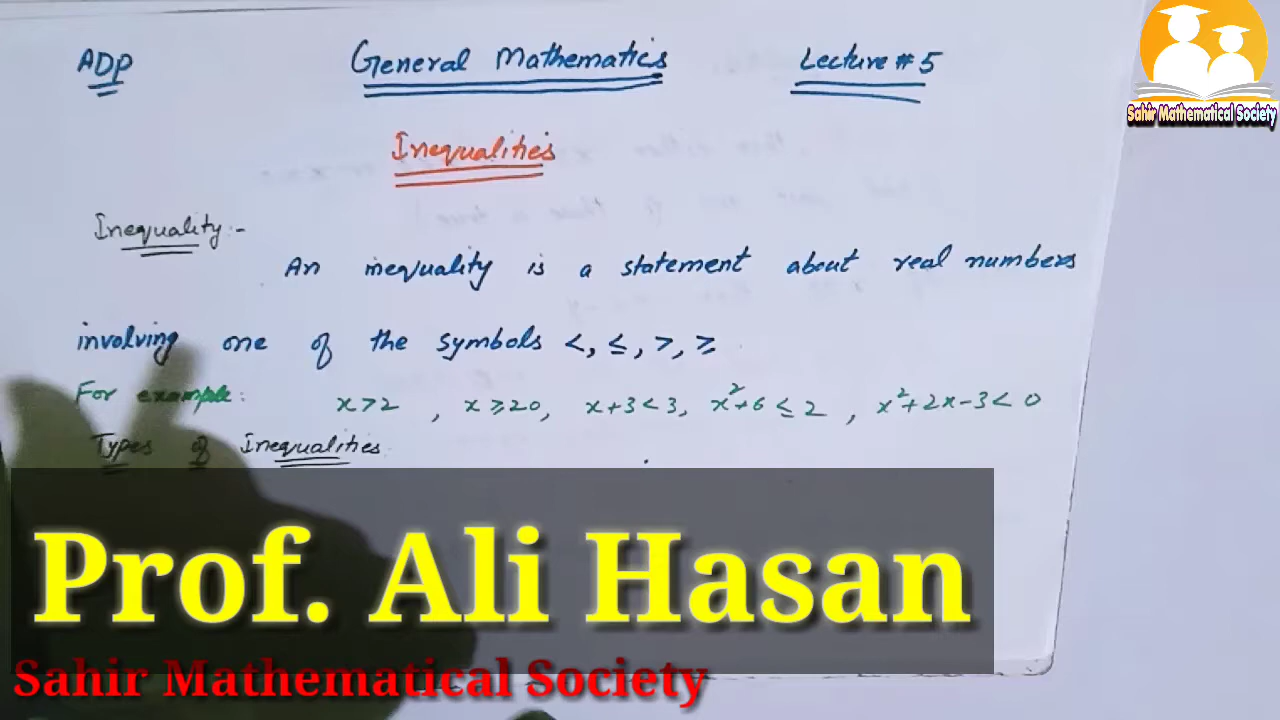 ADP General Mathematics Lecture # 5
Sahir Mathematical Society
Inequalities
Inequality :-
An inequality is a statement about real numbers
involving one of the symbols <, ≤, >, ≥
For example: x > 2 , x ≥ 20, x + 3 < 3, x² + 6 ≤ 2 , x² + 2x - 3 < 0
Types of Inequalities
Prof. Ali Hasan
Sahir Mathematical Society